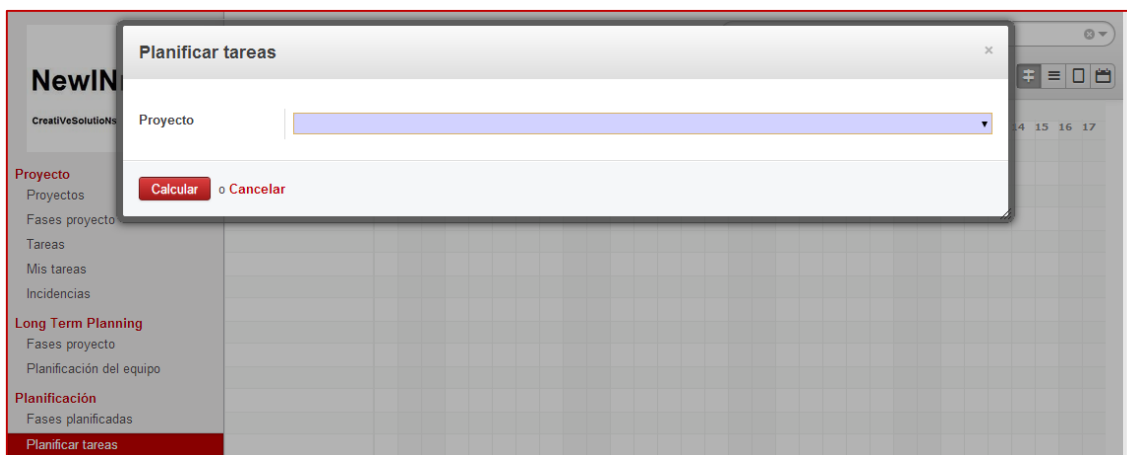 Planificar tareas
×
NewIN
CreatiVeSolutioNs
Proyecto
14 15 16 17
Calcular o Cancelar
Proyecto
Proyectos
Fases proyecto
Tareas
Mis tareas
Incidencias
Long Term Planning
Fases proyecto
Planificación del equipo
Planificación
Fases planificadas
Planificar tareas